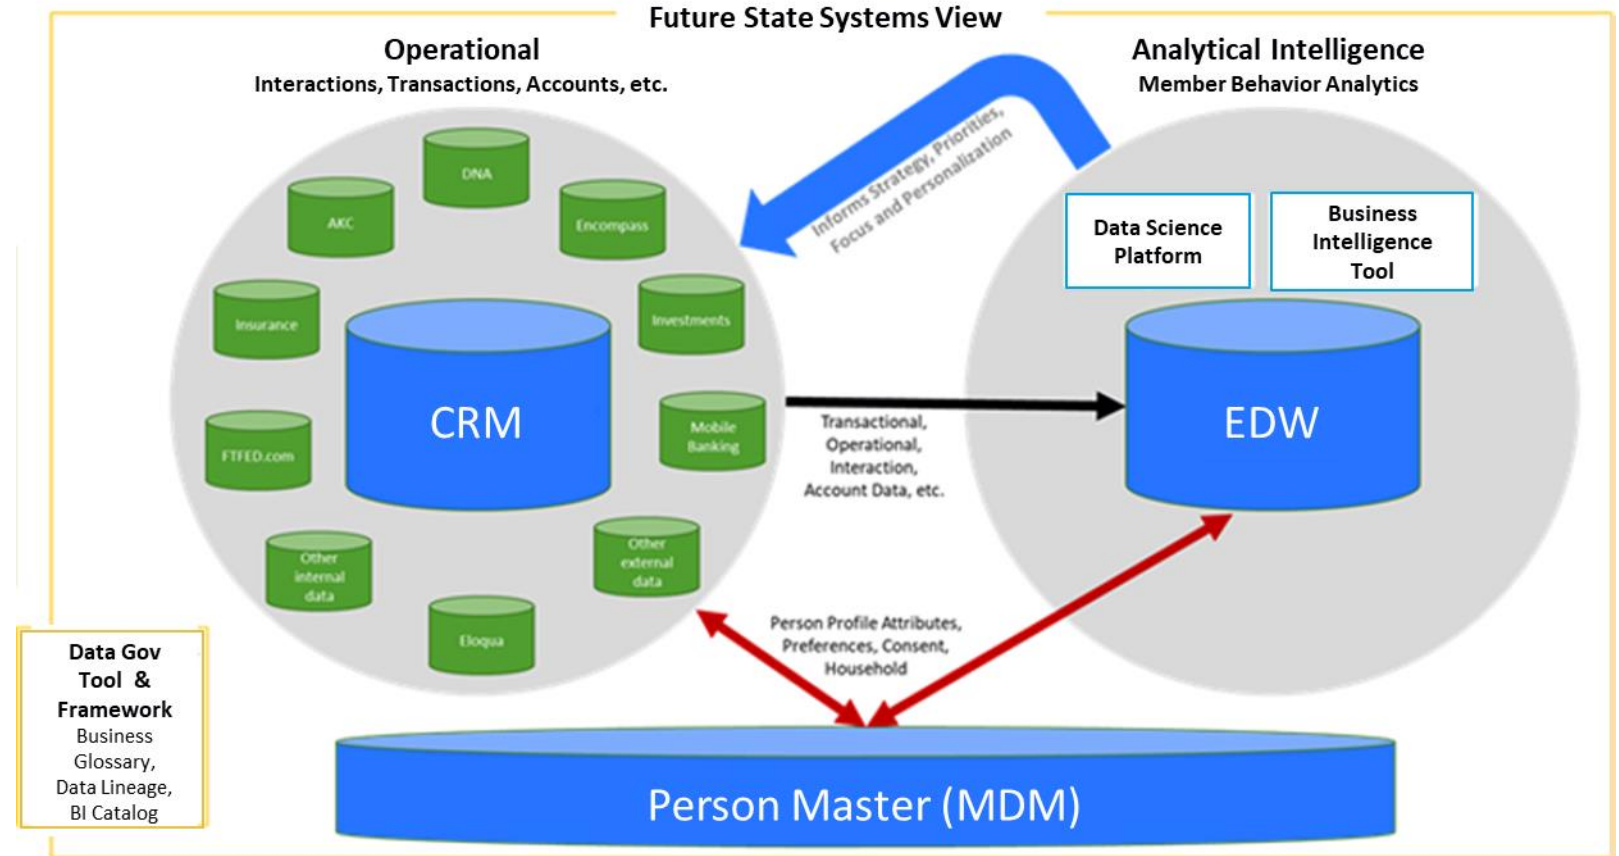 Future State Systems View
Operational
Interactions, Transactions, Accounts, etc.
Analytical Intelligence
Member Behavior Analytics
Informs Strategy, Priorities,
Focus and Personalization
DNA
AKC
Encompass
Insurance
Investments
CRM
FTFED.com
Mobile
Banking
Other
internal
data
Other
external
data
Eloqua
Data Science
Platform
Business
Intelligence
Tool
EDW
Transactional,
Operational,
Interaction,
Account Data, etc.
Person Profile Attributes,
Preferences, Consent,
Household
Data Gov
Tool &
Framework
Business
Glossary,
Data Lineage,
BI Catalog
Person Master (MDM)